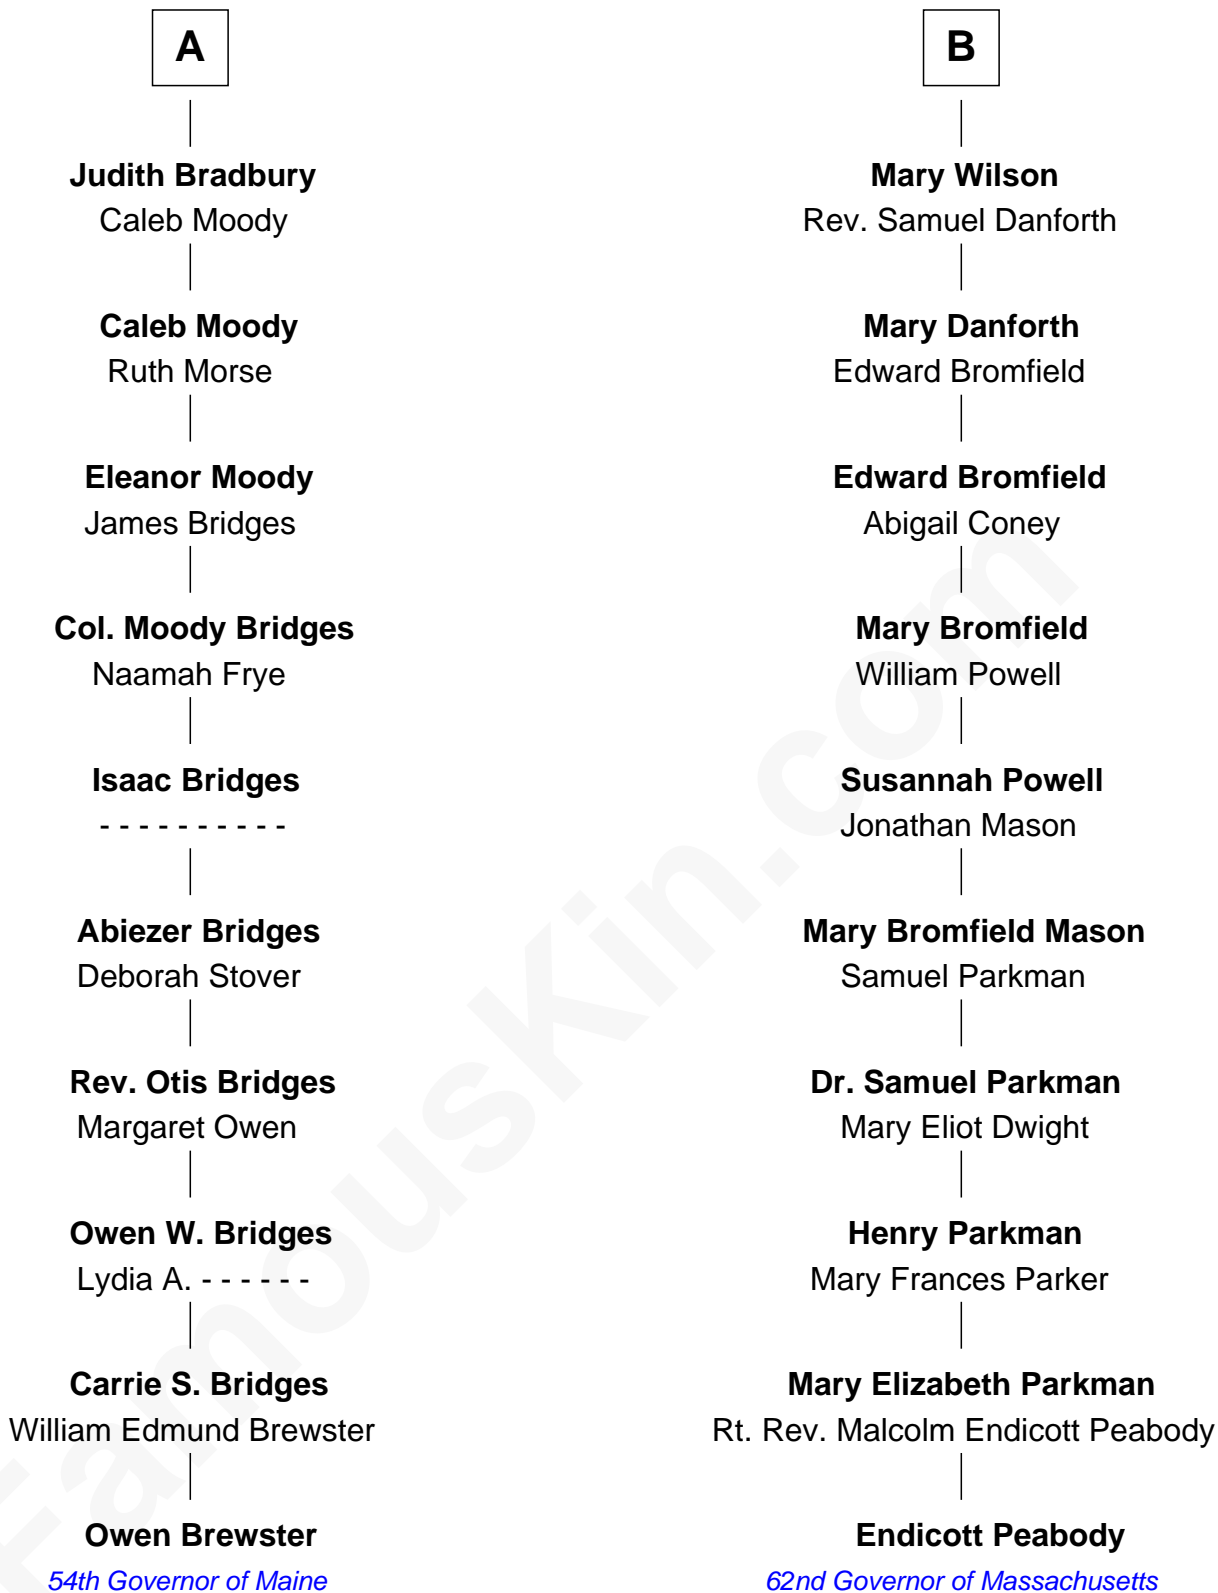 A
Judith Bradbury
Caleb Moody
Caleb Moody
Ruth Morse
Eleanor Moody
James Bridges
Col. Moody Bridges
Naamah Frye
Isaac Bridges
- - - - - - - - - -
Abiezer Bridges
Deborah Stover
Rev. Otis Bridges
Margaret Owen
Owen W. Bridges
Lydia A. - - - - - -
Carrie S. Bridges
William Edmund Brewster
Owen Brewster
54th Governor of Maine
B
Mary Wilson
Rev. Samuel Danforth
Mary Danforth
Edward Bromfield
Edward Bromfield
Abigail Coney
Mary Bromfield
William Powell
Susannah Powell
Jonathan Mason
Mary Bromfield Mason
Samuel Parkman
Dr. Samuel Parkman
Mary Eliot Dwight
Henry Parkman
Mary Frances Parker
Mary Elizabeth Parkman
Rt. Rev. Malcolm Endicott Peabody
Endicott Peabody
62nd Governor of Massachusetts
FamousKin.com